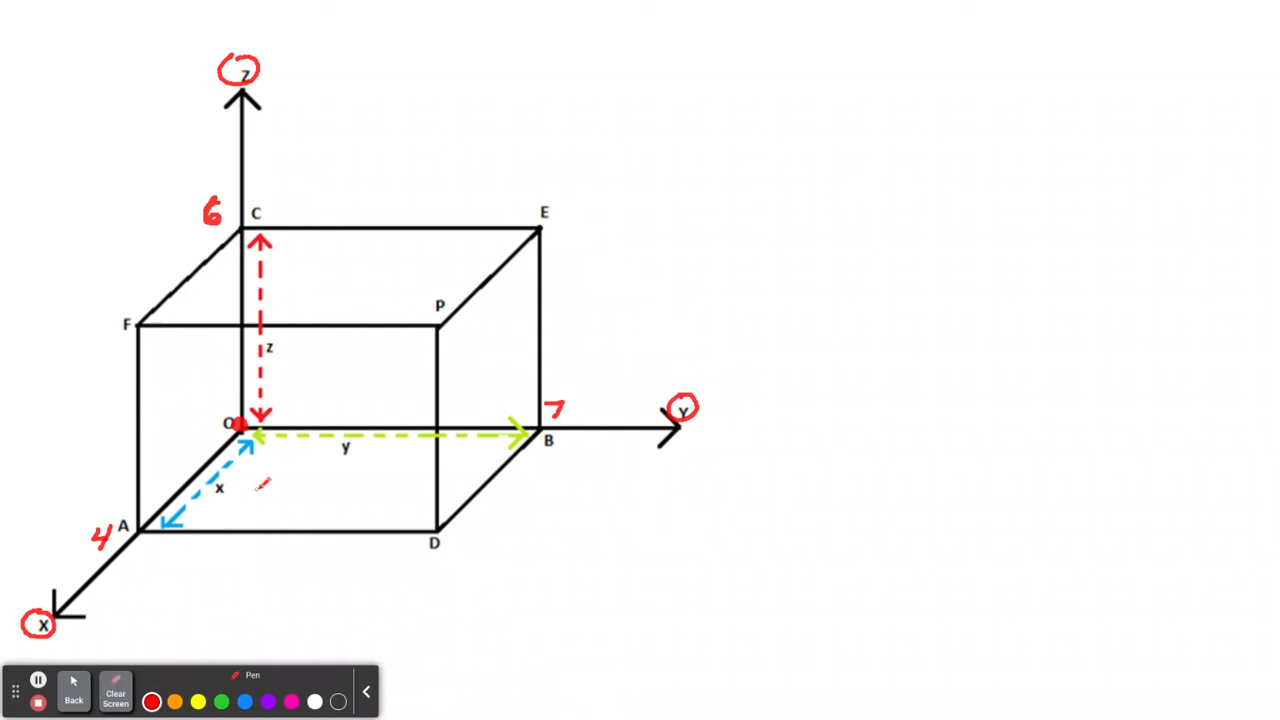 Z
6 C E
F P
z
O 7 Y
y B
x
4 A D
X
Pen
Back Clear Screen